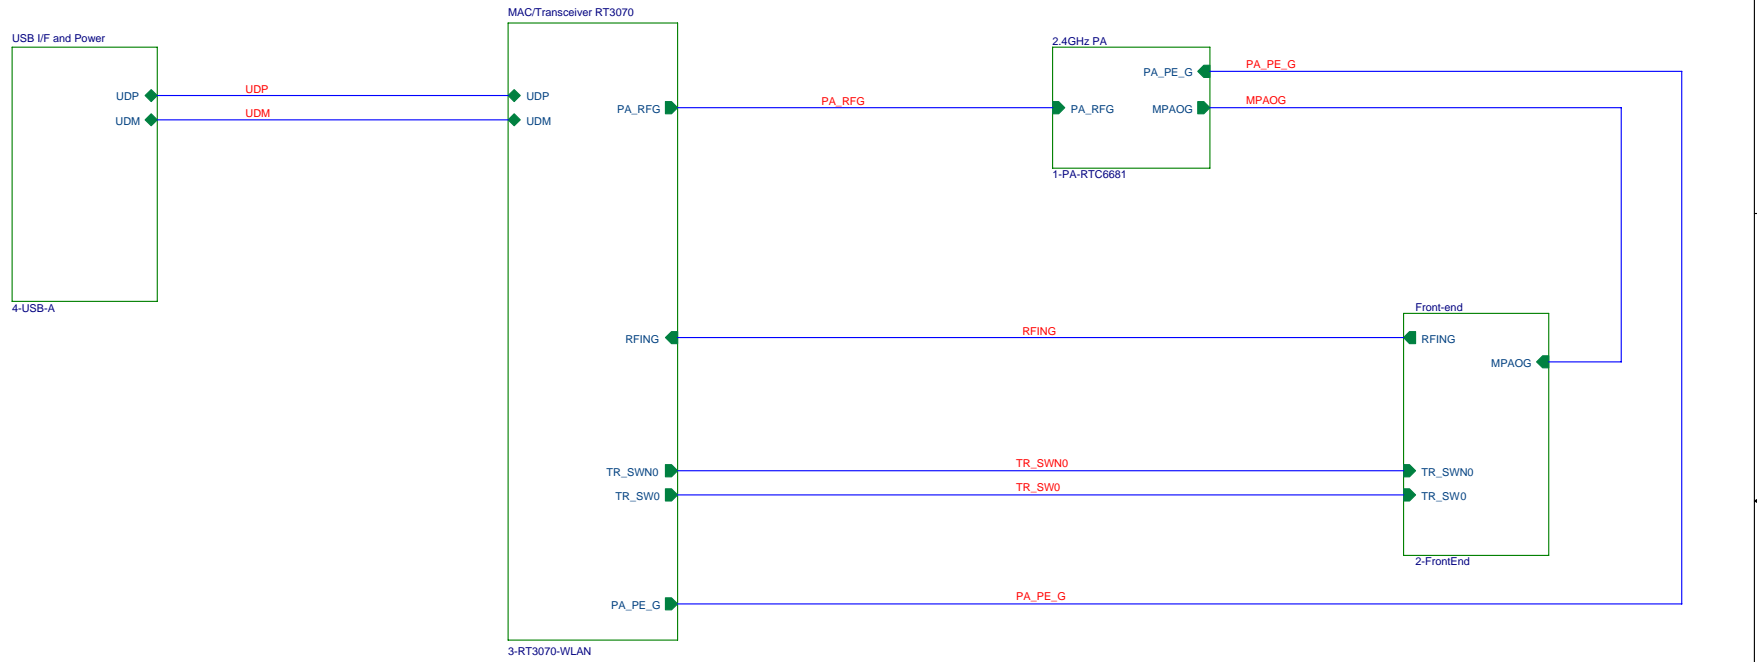 MAC/Transceiver RT3070
USB I/F and Power
2.4GHz PA
PA_PE_G
PA_PE_G
UDP
UDP
UDP
PA_RFG
PA_RFG
PA_RFG
MPAOG
MPAOG
UDM
UDM
UDM
1-PA-RTC6681
4-USB-A
Front-end
RFING
RFING
RFING
MPAOG
TR_SWN0
TR_SWN0
TR_SWN0
TR_SW0
TR_SW0
TR_SW0
2-FrontEnd
PA_PE_G
PA_PE_G
3-RT3070-WLAN